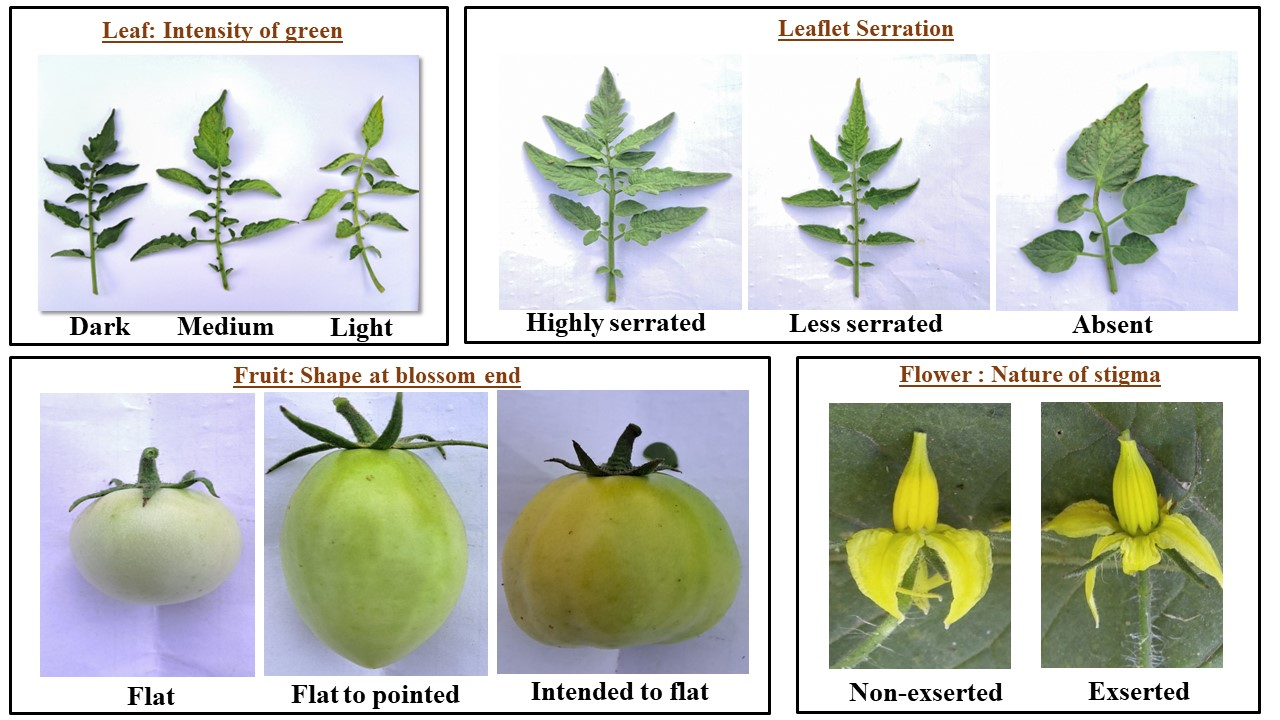 Leaf: Intensity of green
Dark Medium Light
Leaflet Serration
Highly serrated Less serrated Absent
Fruit: Shape at blossom end
Flat Flat to pointed Intended to flat
Flower : Nature of stigma
Non-exserted Exserted